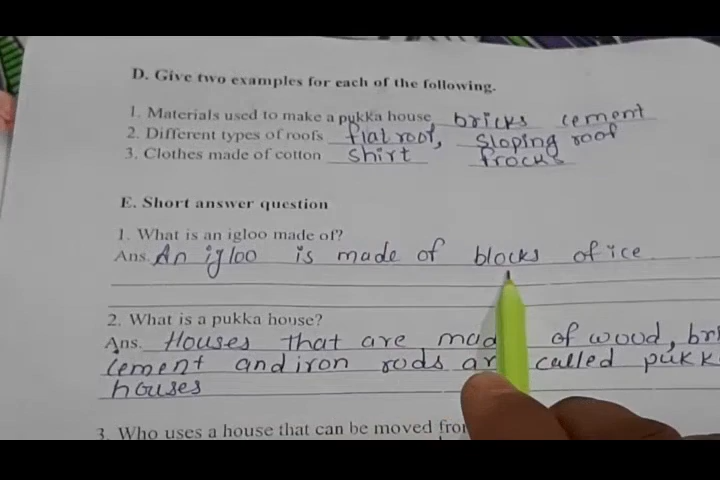 D. Give two examples for each of the following.
1. Materials used to make a pukka house bricks cement
2. Different types of roofs flat roof, sloping roof
3. Clothes made of cotton shirt frocks
E. Short answer question
1. What is an igloo made of?
Ans. An igloo is made of blocks of ice
2. What is a pukka house?
Ans. Houses that are of wood,
cement and iron rods called
houses
3. Who uses a house that can be moved